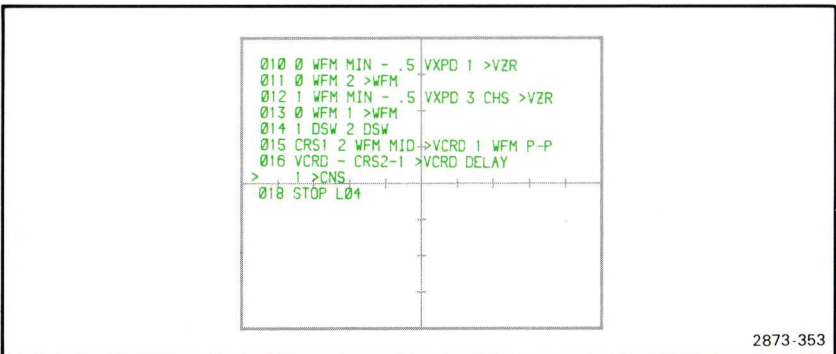 010 0 WFM MIN - .5 VXPD 1 >VZR
011 0 WFM 2 >WFM
012 1 WFM MIN - .5 VXPD 3 CHS >VZR
013 0 WFM 1 >WFM
014 1 DSW 2 DSW
015 CRS1 2 WFM MID >VCRD 1 WFM P-P
016 VCRD - CRS2-1 >VCRD DELAY
> 1 >CNS
018 STOP L04
2873-353